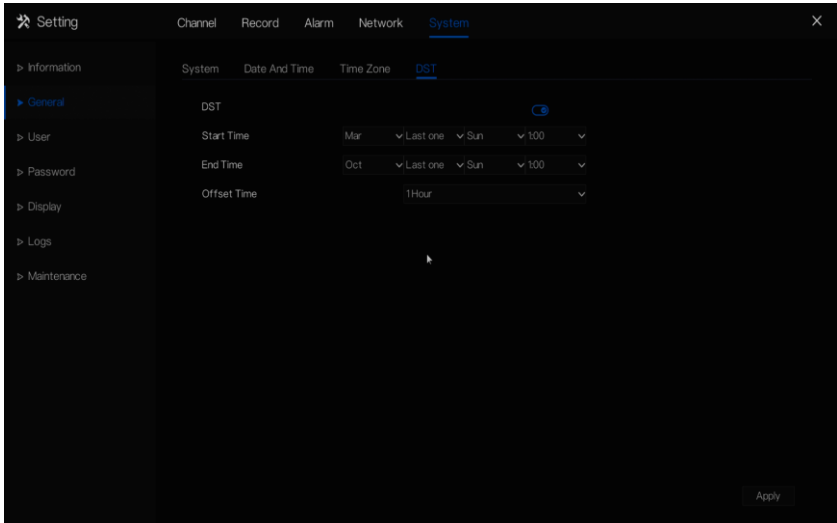 Setting Channel Record Alarm Network System
Information System Date And Time Time Zone DST
General DST
Start Time Mar Last one Sun 1:00
User
End Time Oct Last one Sun 1:00
Password
Offset Time 1Hour
Display
Logs
Maintenance
Apply